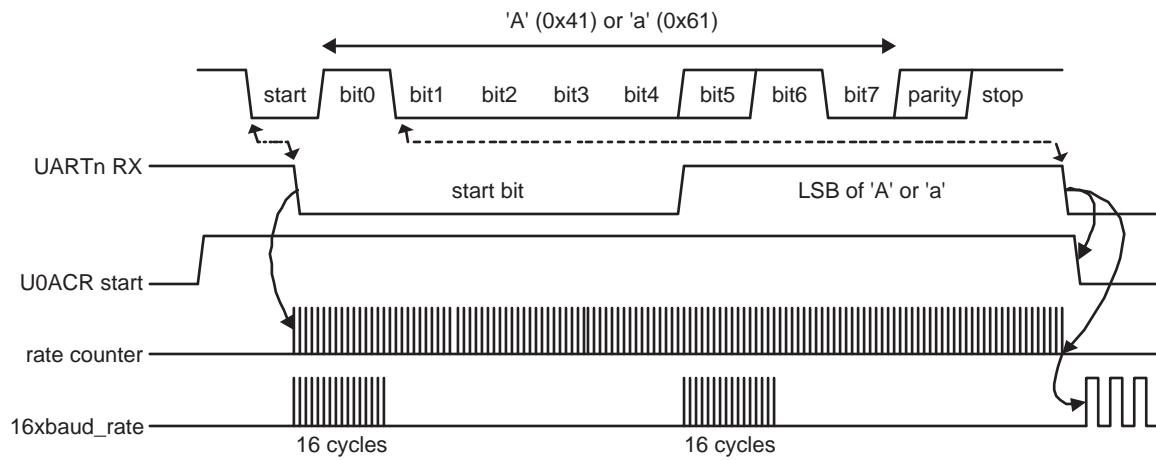 'A' (0x41) or 'a' (0x61)
start bit0 bit1 bit2 bit3 bit4 bit5 bit6 bit7 parity stop
UARTn RX
start bit
LSB of 'A' or 'a'
U0ACR start
rate counter
16xbaud_rate
16 cycles
16 cycles